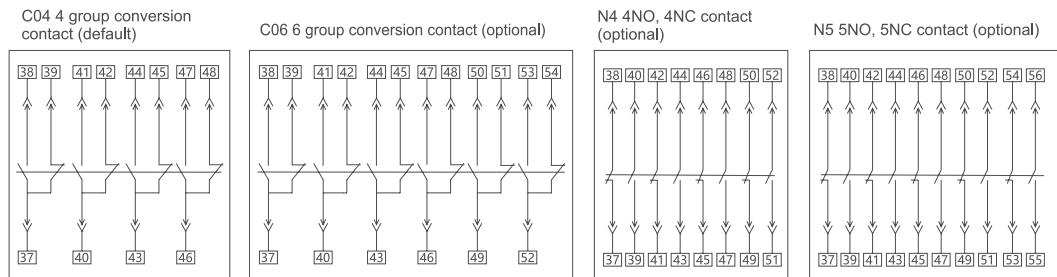 C04 4 group conversion
contact (default)
38 39 41 42 44 45 47 48
37 40 43 46
C06 6 group conversion contact (optional)
38 39 41 42 44 45 47 48 50 51 53 54
37 40 43 46 49 52
N4 4NO, 4NC contact
(optional)
38 40 42 44 46 48 50 52
37 39 41 43 45 47 49 51
N5 5NO, 5NC contact (optional)
38 40 42 44 46 48 50 52 54 56
37 39 41 43 45 47 49 51 53 55